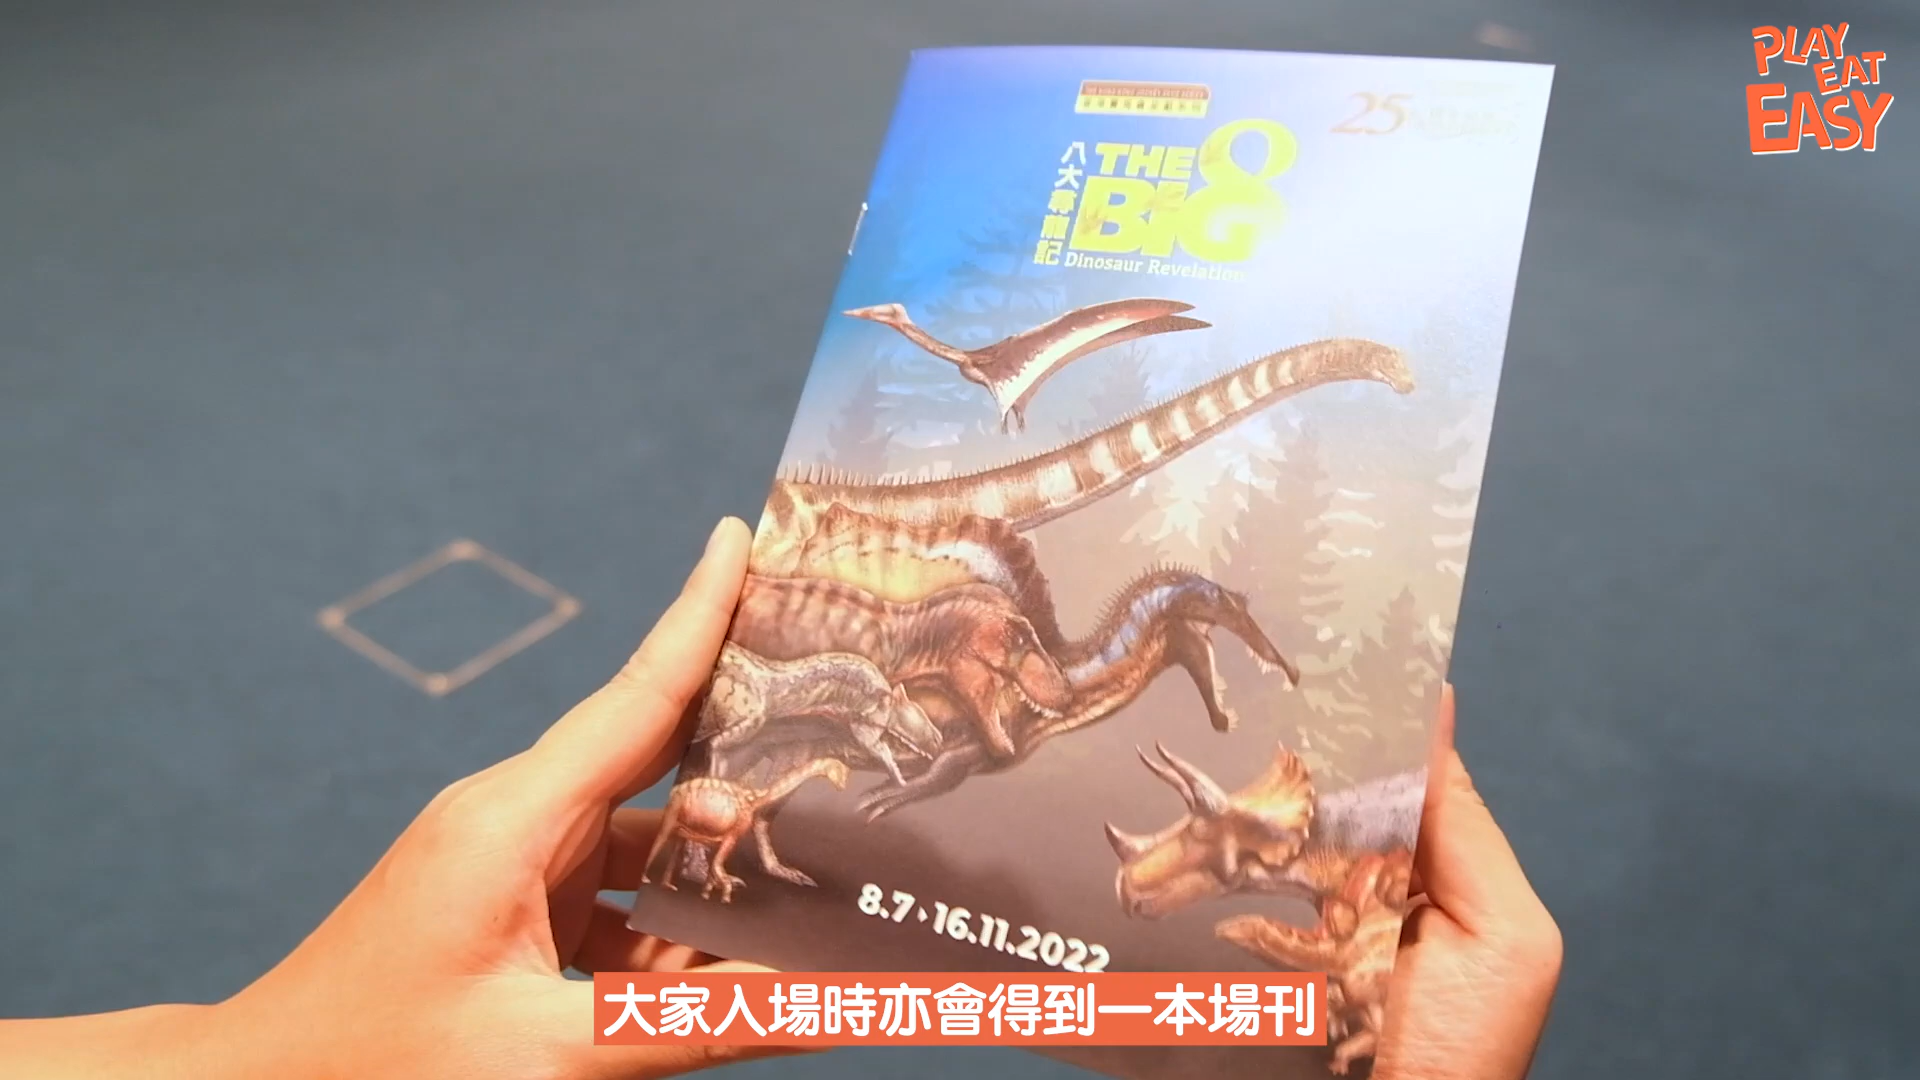 PLAY
EAT
EASY
25
八大尋龍記
THE 8
BIG
Dinosaur Revelation
8.7 › 16.11.2022
大家入場時亦會得到一本場刊